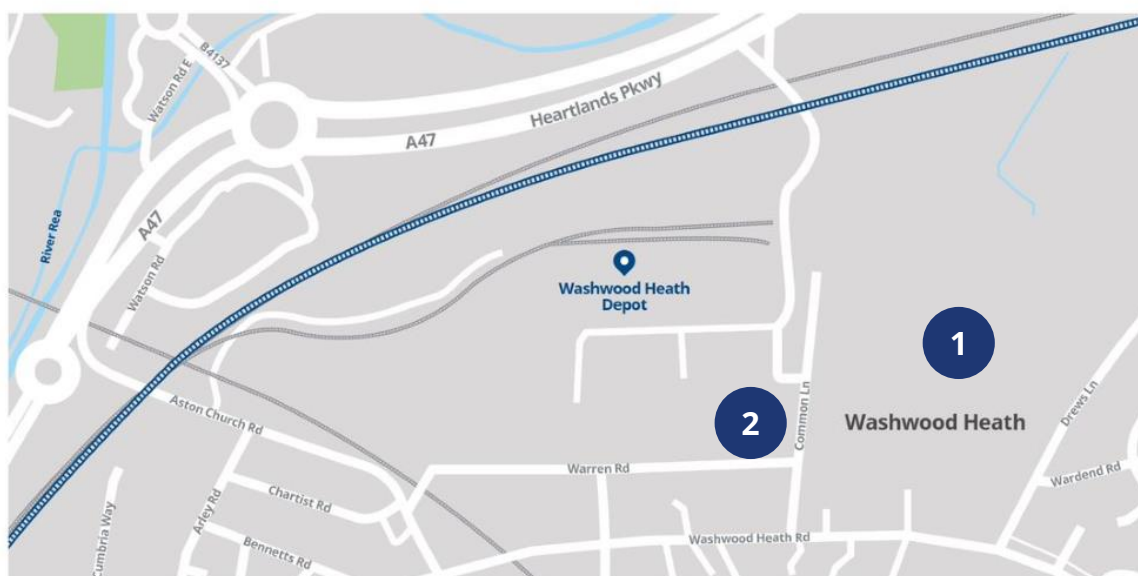 B4137
Watson Rd E
Heartlands Pkwy
A47
A47
River Rea
Watson Rd
Washwood Heath
Depot
1
2
Common Ln
Washwood Heath
Drews Ln
Aston Church Rd
Warren Rd
Wardend Rd
Chartist Rd
Arley Rd
Cumbria Way
Bennetts Rd
Washwood Heath Rd